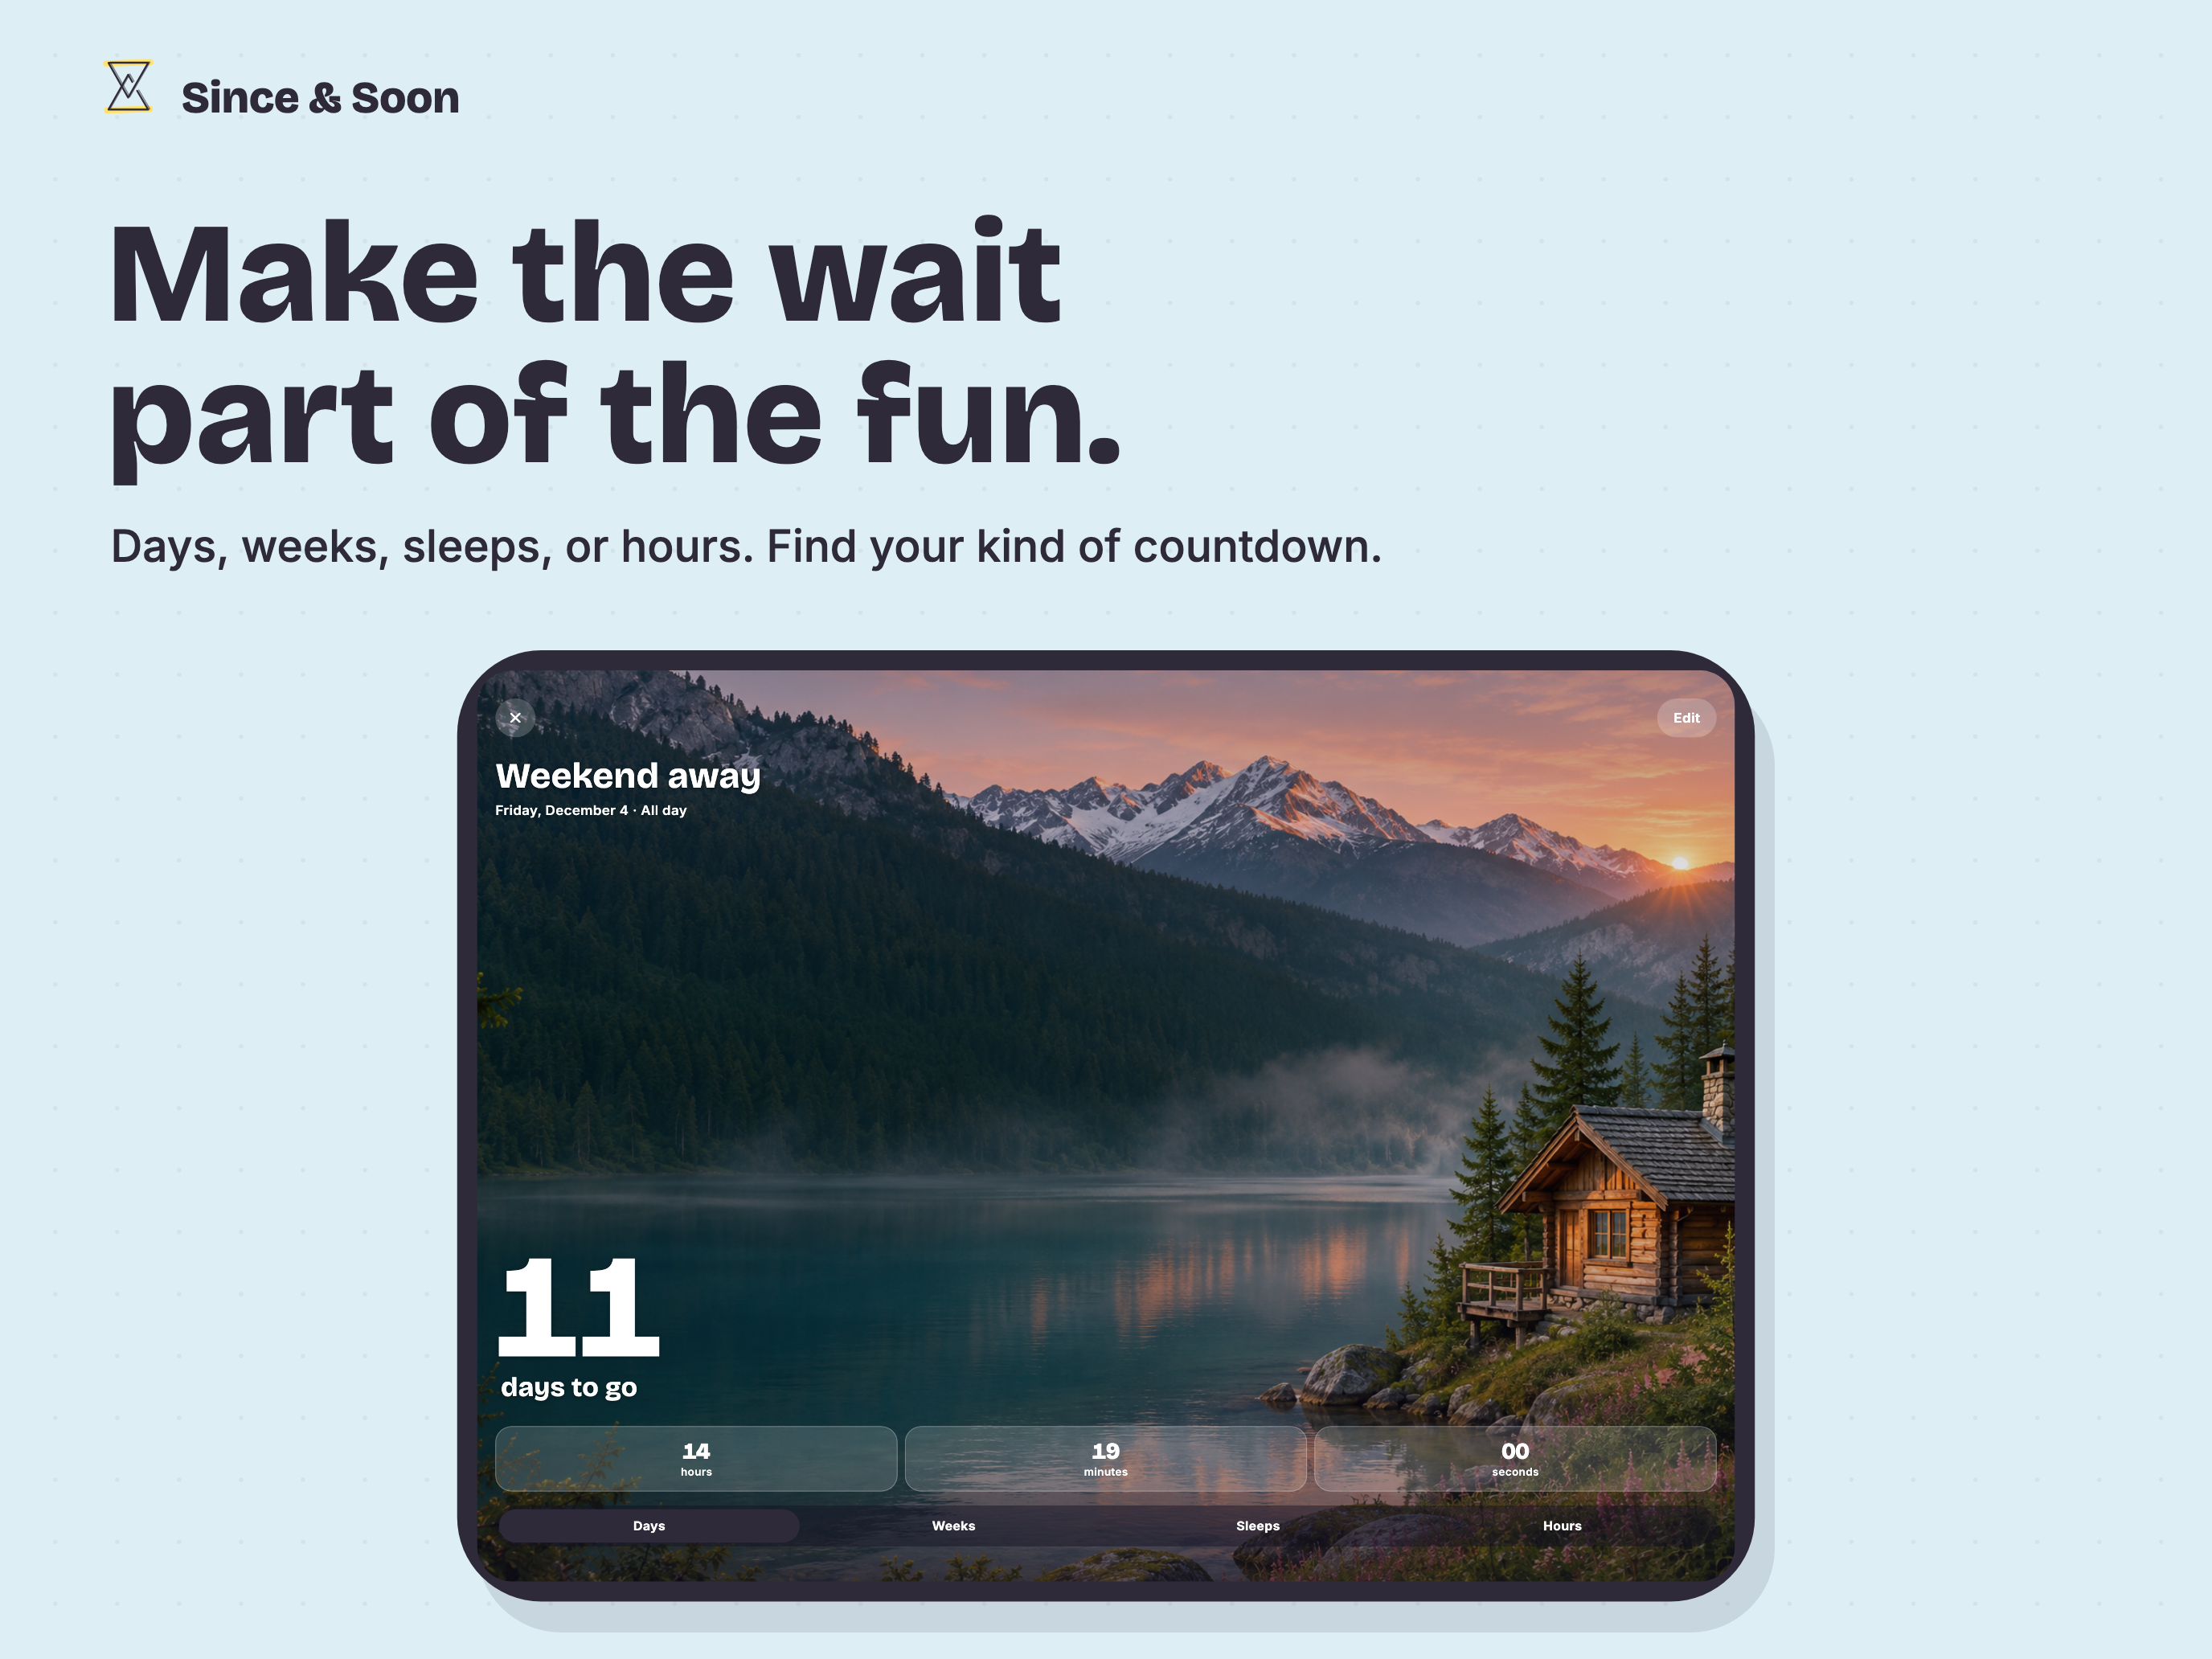 Since & Soon
Make the wait
part of the fun.
Days, weeks, sleeps, or hours. Find your kind of countdown.
Edit
Weekend away
Friday, December 4 · All day
11
days to go
14
hours
19
minutes
00
seconds
Days
Weeks
Sleeps
Hours